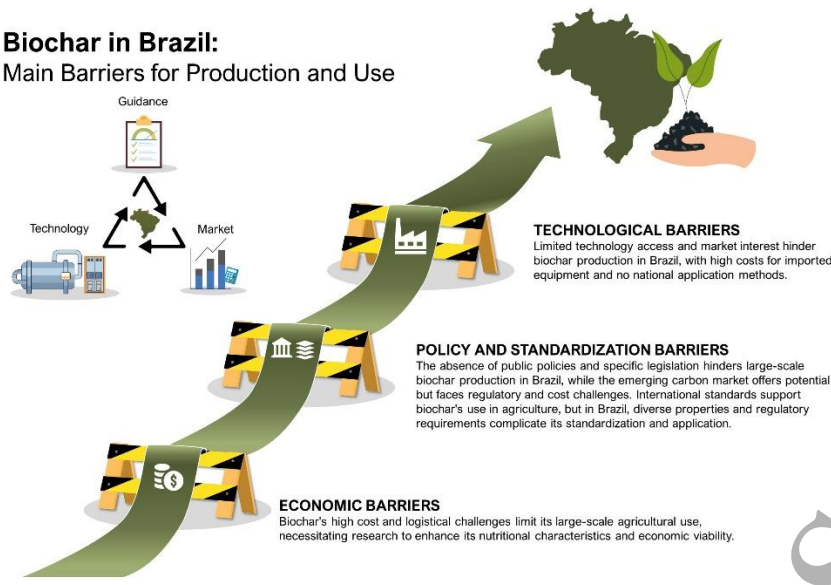 Biochar in Brazil:
Main Barriers for Production and Use
Guidance
Technology
Market
TECHNOLOGICAL BARRIERS
Limited technology access and market interest hinder
biochar production in Brazil, with high costs for imported
equipment and no national application methods.
POLICY AND STANDARDIZATION BARRIERS
The absence of public policies and specific legislation hinders large-scale
biochar production in Brazil, while the emerging carbon market offers potential
but faces regulatory and cost challenges. International standards support
biochar's use in agriculture, but in Brazil, diverse properties and regulatory
requirements complicate its standardization and application.
$
ECONOMIC BARRIERS
Biochar's high cost and logistical challenges limit its large-scale agricultural use,
necessitating research to enhance its nutritional characteristics and economic viability.